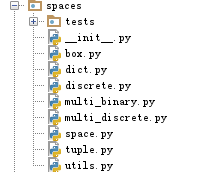 spaces
tests
__init__.py
box.py
dict.py
discrete.py
multi_binary.py
multi_discrete.py
space.py
tuple.py
utils.py